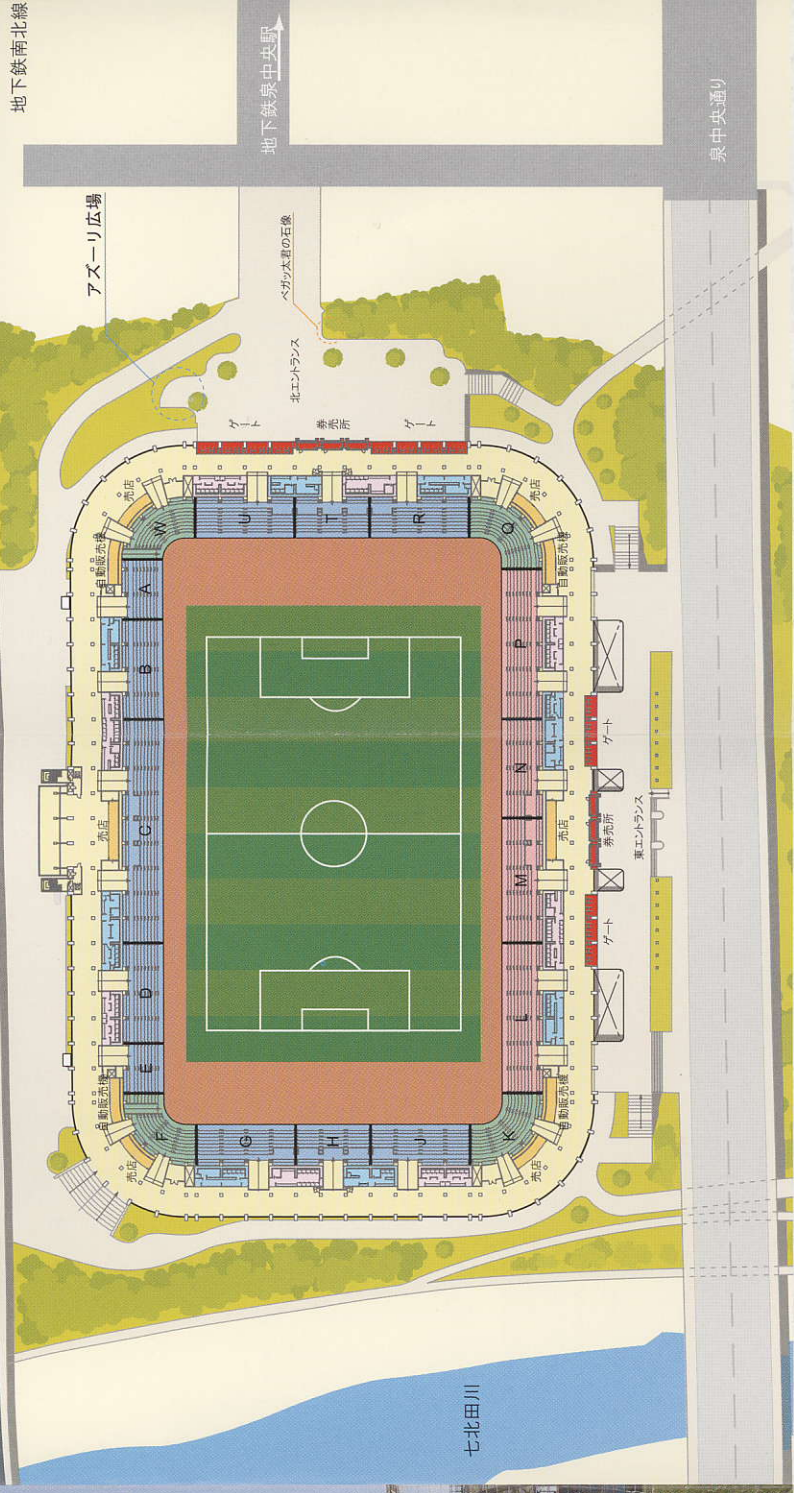 地下鉄南北線
地下鉄泉中央駅
泉中央通り
アズーリ広場
ベガッ太君の石像
北エントランス
ゲート
券売所
ゲート
売店
自動販売機
W
U
T
R
Q
売店
自動販売機
A
B
C
D
E
売店
P
N
M
L
売店
ゲート
券売所
東エントランス
ゲート
自動販売機
売店
F
G
H
J
K
自動販売機
売店
七北田川